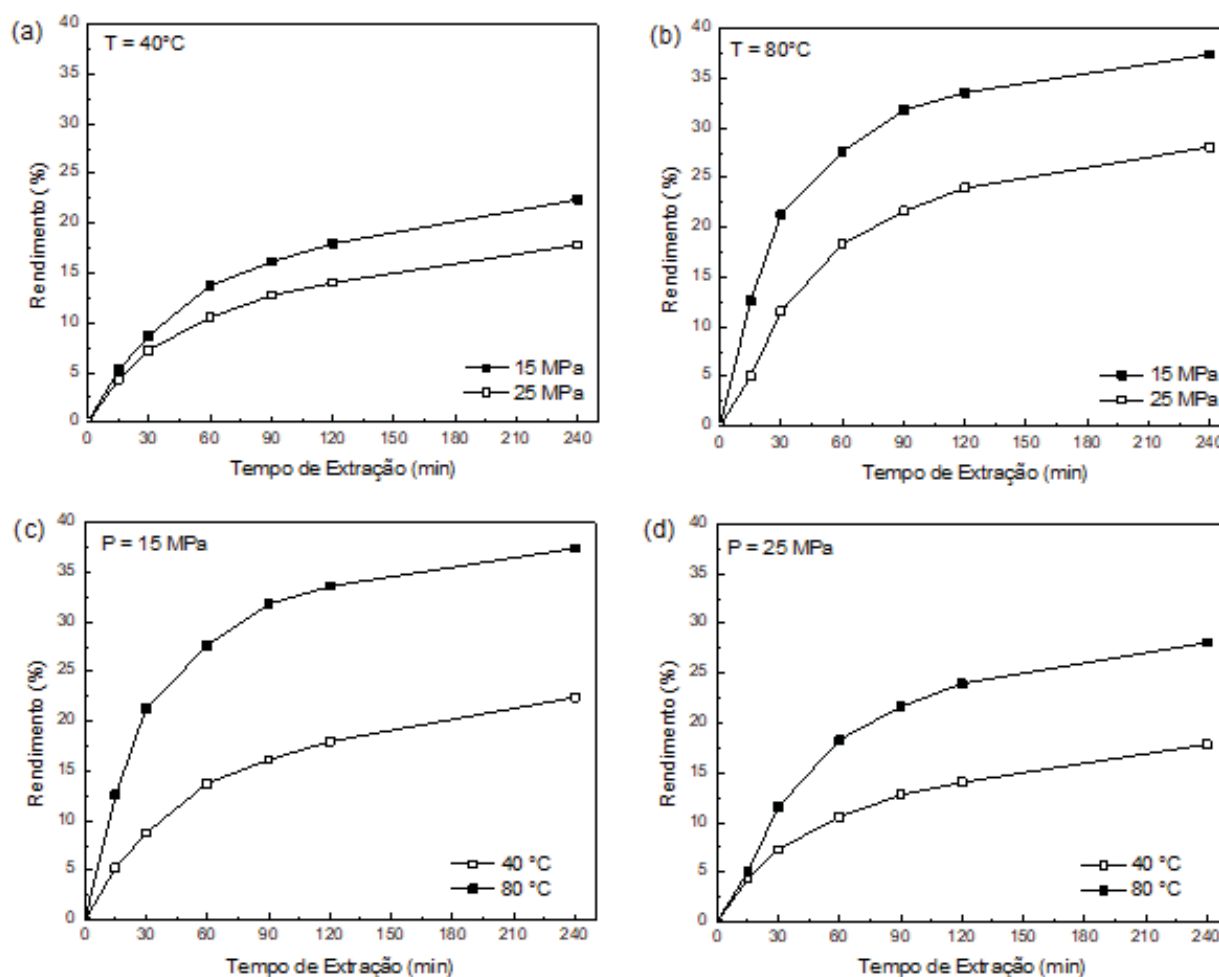 (a)
T = 40°C
40
35
30
25
20
15
10
5
0
Rendimento (%)
0 30 60 90 120 150 180 210 240
Tempo de Extração (min)
15 MPa
25 MPa
(b)
T = 80°C
40
35
30
25
20
15
10
5
0
Rendimento (%)
0 30 60 90 120 150 180 210 240
Tempo de Extração (min)
15 MPa
25 MPa
(c)
P = 15 MPa
40
35
30
25
20
15
10
5
0
Rendimento (%)
0 30 60 90 120 150 180 210 240
Tempo de Extração (min)
40 °C
80 °C
(d)
P = 25 MPa
40
35
30
25
20
15
10
5
0
Rendimento (%)
0 30 60 90 120 150 180 210 240
Tempo de Extração (min)
40 °C
80 °C